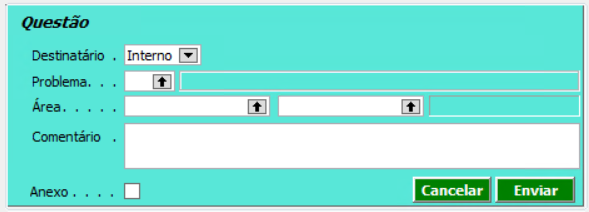 Questão
Destinatário . Interno
Problema. . .
Área. . . . .
Comentário .
Anexo . . . . Cancelar Enviar